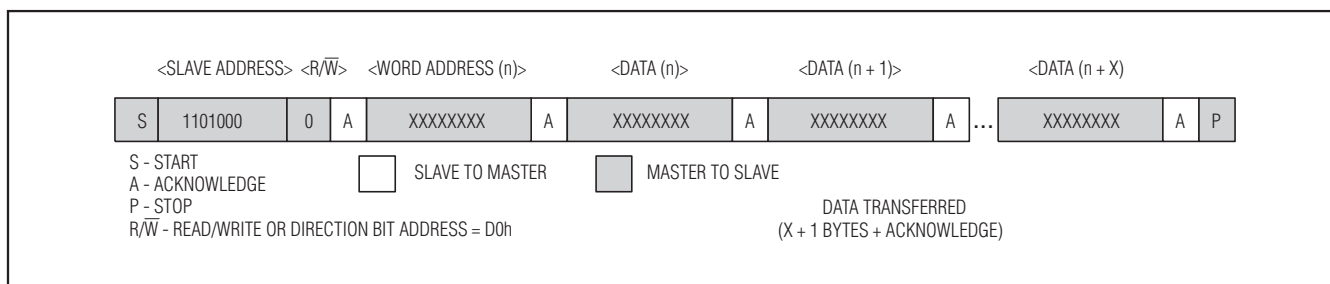 <SLAVE ADDRESS> <R/W̅> <WORD ADDRESS (n)> <DATA (n)> <DATA (n + 1)> <DATA (n + X)
S 1101000 0 A XXXXXXXX A XXXXXXXX A XXXXXXXX A ... XXXXXXXX A P
S - START
A - ACKNOWLEDGE
P - STOP
R/W̅ - READ/WRITE OR DIRECTION BIT ADDRESS = D0h
SLAVE TO MASTER
MASTER TO SLAVE
DATA TRANSFERRED
(X + 1 BYTES + ACKNOWLEDGE)